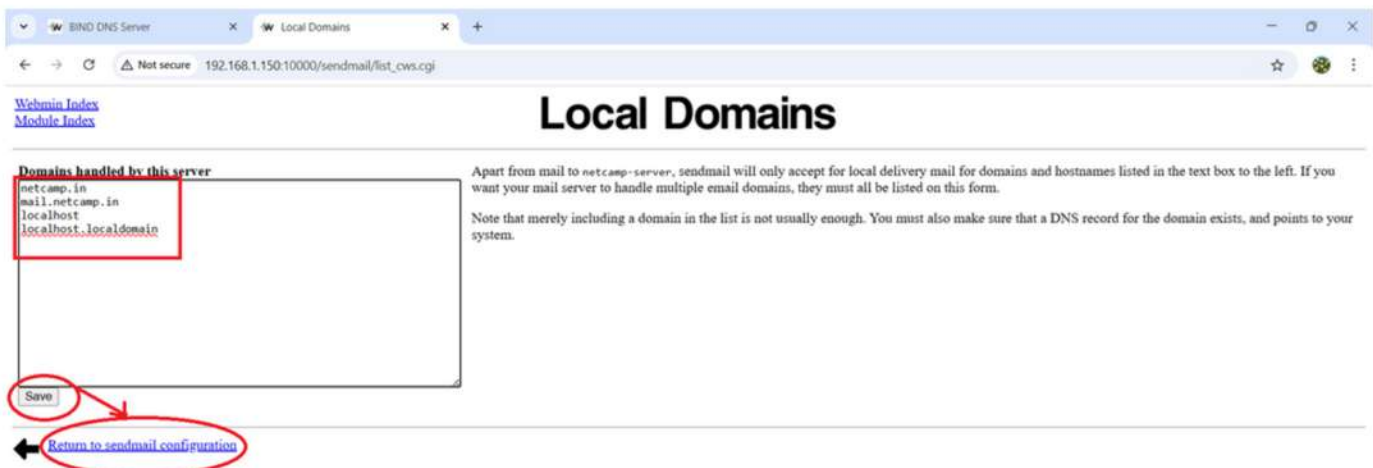 BIND DNS Server
Local Domains
Not secure 192.168.1.150:10000/sendmail/list_cws.cgi
Webmin Index
Module Index
Local Domains
Domains handled by this server
netcamp.in
mail.netcamp.in
localhost
localhost.localdomain
Apart from mail to netcamp-server, sendmail will only accept for local delivery mail for domains and hostnames listed in the text box to the left. If you
want your mail server to handle multiple email domains, they must all be listed on this form.
Note that merely including a domain in the list is not usually enough. You must also make sure that a DNS record for the domain exists, and points to your
system.
Save
Return to sendmail configuration